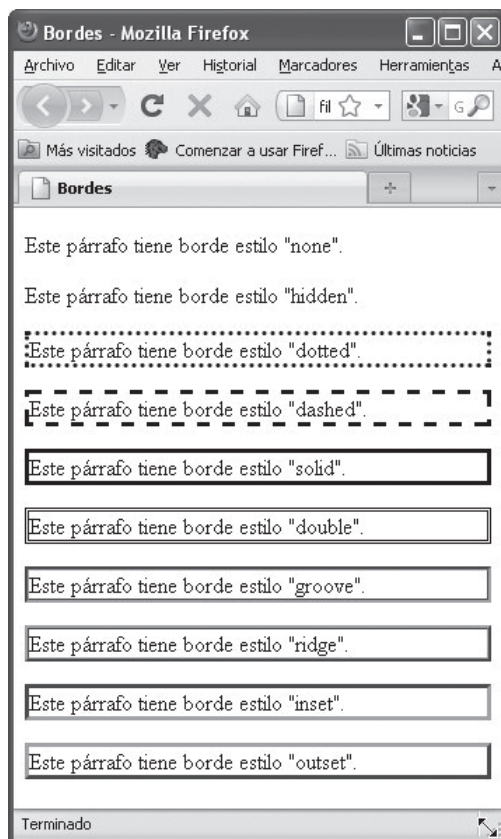 Bordes - Mozilla Firefox
Archivo Editar Ver Historial Marcadores Herramientas A
fil G
Más visitados Comenzar a usar Firef... Últimas noticias
Bordes
Este párrafo tiene borde estilo "none".
Este párrafo tiene borde estilo "hidden".
Este párrafo tiene borde estilo "dotted".
Este párrafo tiene borde estilo "dashed".
Este párrafo tiene borde estilo "solid".
Este párrafo tiene borde estilo "double".
Este párrafo tiene borde estilo "groove".
Este párrafo tiene borde estilo "ridge".
Este párrafo tiene borde estilo "inset".
Este párrafo tiene borde estilo "outset".
Terminado